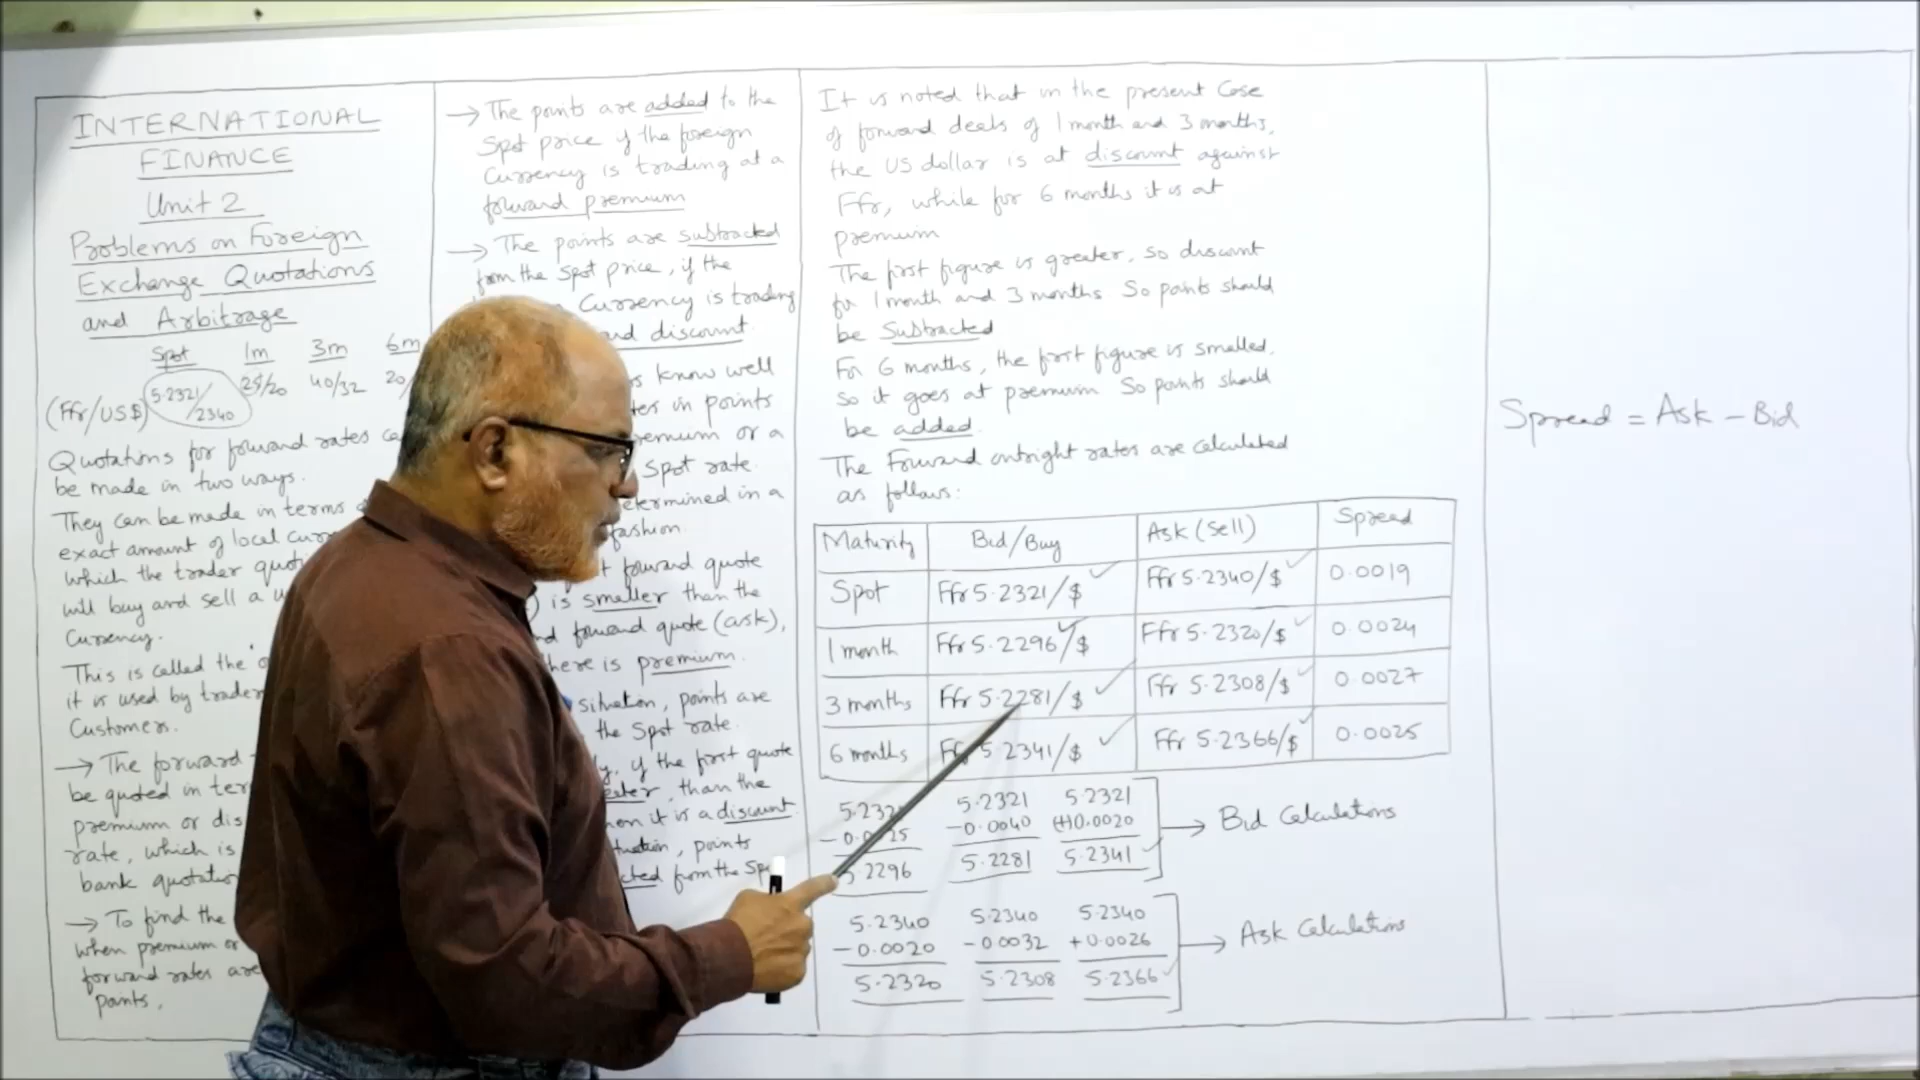 INTERNATIONAL
FINANCE
Unit 2
Problems on Foreign
Exchange Quotations
and Arbitrage
Spot 1m 3m 6m
(Ffr/US$) 5.2321/2340 25/20 40/32 20/
Quotations for forward rates ca
be made in two ways.
They can be made in terms
exact amount of local curr
which the trader quot
will buy and sell a u
Currency.
This is called the 'o
it is used by trader
Customers.
→ The forward
be quoted in ter
premium or dis
rate, which is
bank quotatio
→ To find the
when premium or
forward rates are
points.
→ The points are added to the
Spot price if the foreign
Currency is trading at a
forward premium
→ The points are subtracted
from the spot price, if the
Currency is trading
discount.
know well
in points
premium or a
Spot rate.
determined in a
fashion.
forward quote
) is smaller than the
forward quote (ask),
there is premium.
situation, points are
the Spot rate.
if the first quote
than the
it is a discount.
points
from the Sp
It is noted that in the present Case
of forward deals of 1 month and 3 months,
the US dollar is at discount against
Ffr, while for 6 months it is at
premium
The first figure is greater, so discount
for 1 month and 3 months So points should
be Subtracted
For 6 months, the first figure is smaller,
so it goes at premium So points should
be added.
The Forward outright rates are calculated
as follows:
Maturity Bid/Buy Ask (Sell) Spread
Spot Ffr 5.2321/$ Ffr 5.2340/$ 0.0019
1 month Ffr 5.2296/$ Ffr 5.2320/$ 0.0024
3 months Ffr 5.2281/$ Ffr 5.2308/$ 0.0027
6 months Ffr 5.2341/$ Ffr 5.2366/$ 0.0025
5.232 5.2321 5.2321
-0.0040 (+)0.0020
5.2296 5.2281 5.2341
→ Bid Calculations
5.2340 5.2340 5.2340
-0.0020 -0.0032 +0.0026
5.2320 5.2308 5.2366
→ Ask Calculations
Spread = Ask - Bid